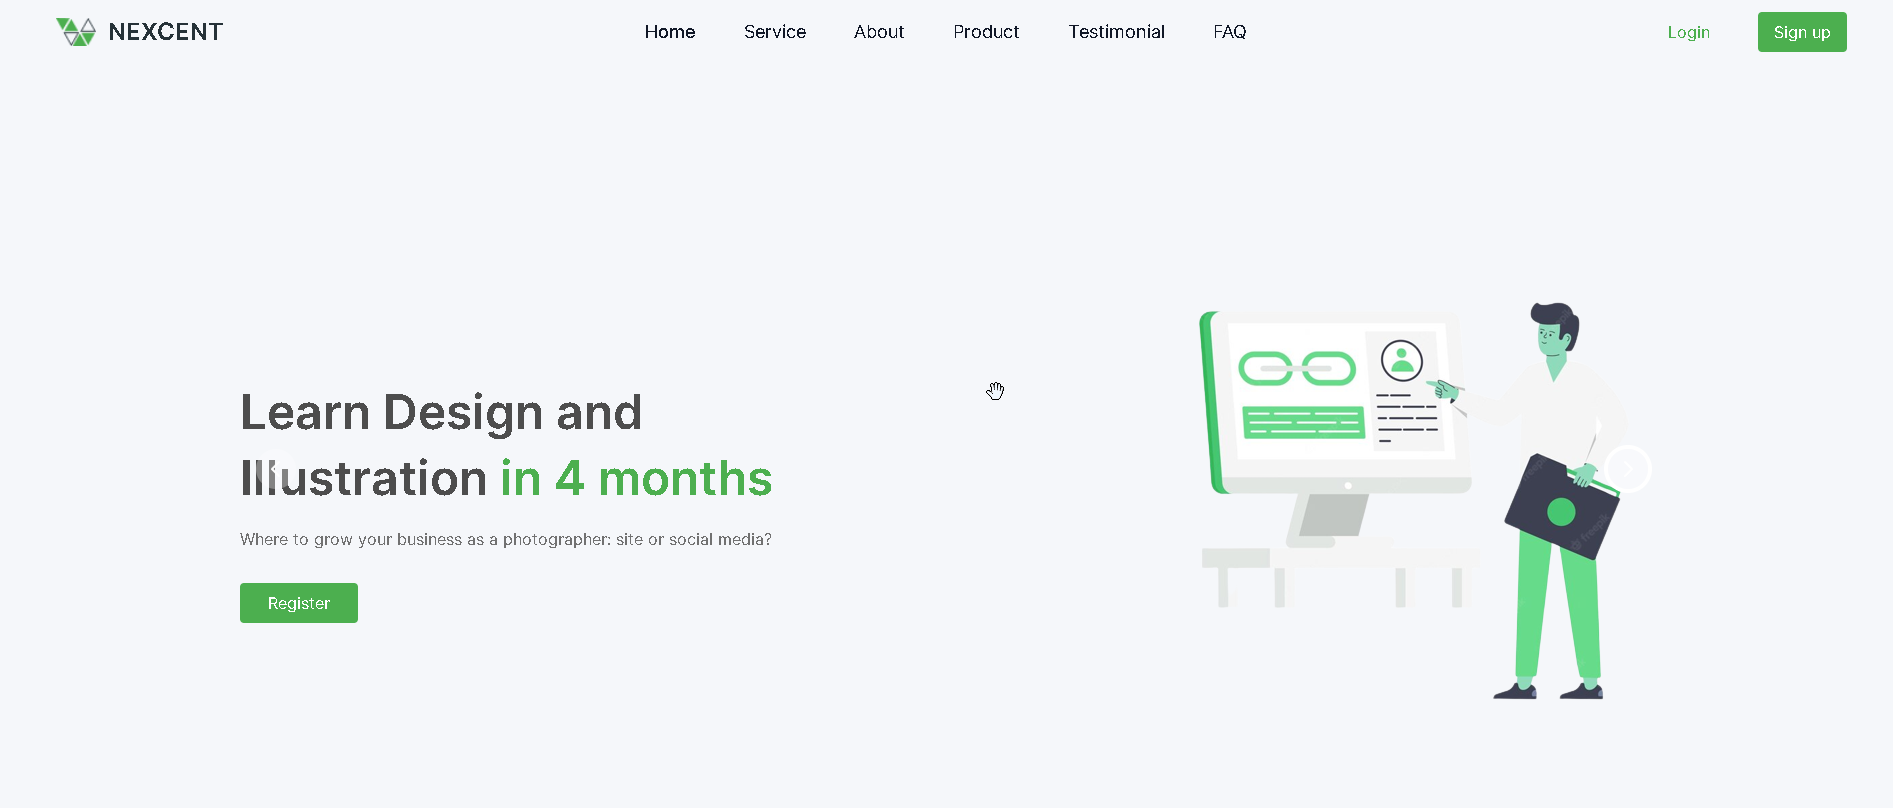 NEXCENT
Home Service About Product Testimonial FAQ
Login Sign up
Learn Design and
Illustration in 4 months
Where to grow your business as a photographer: site or social media?
Register
freepik